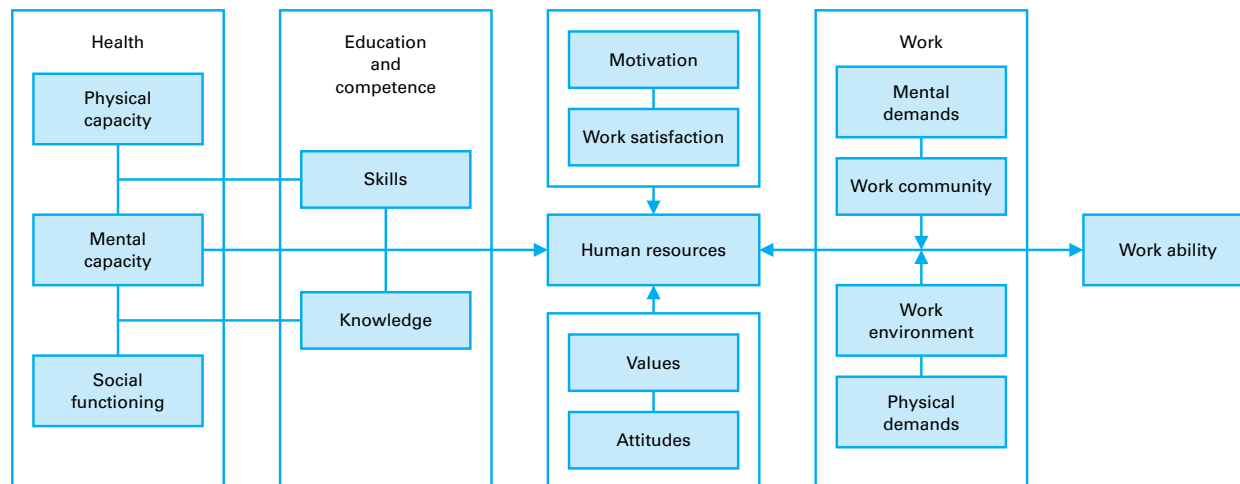 Health
Physical
capacity
Mental
capacity
Social
functioning
Education
and
competence
Skills
Knowledge
Motivation
Work satisfaction
Human resources
Values
Attitudes
Work
Mental
demands
Work community
Work
environment
Physical
demands
Work ability